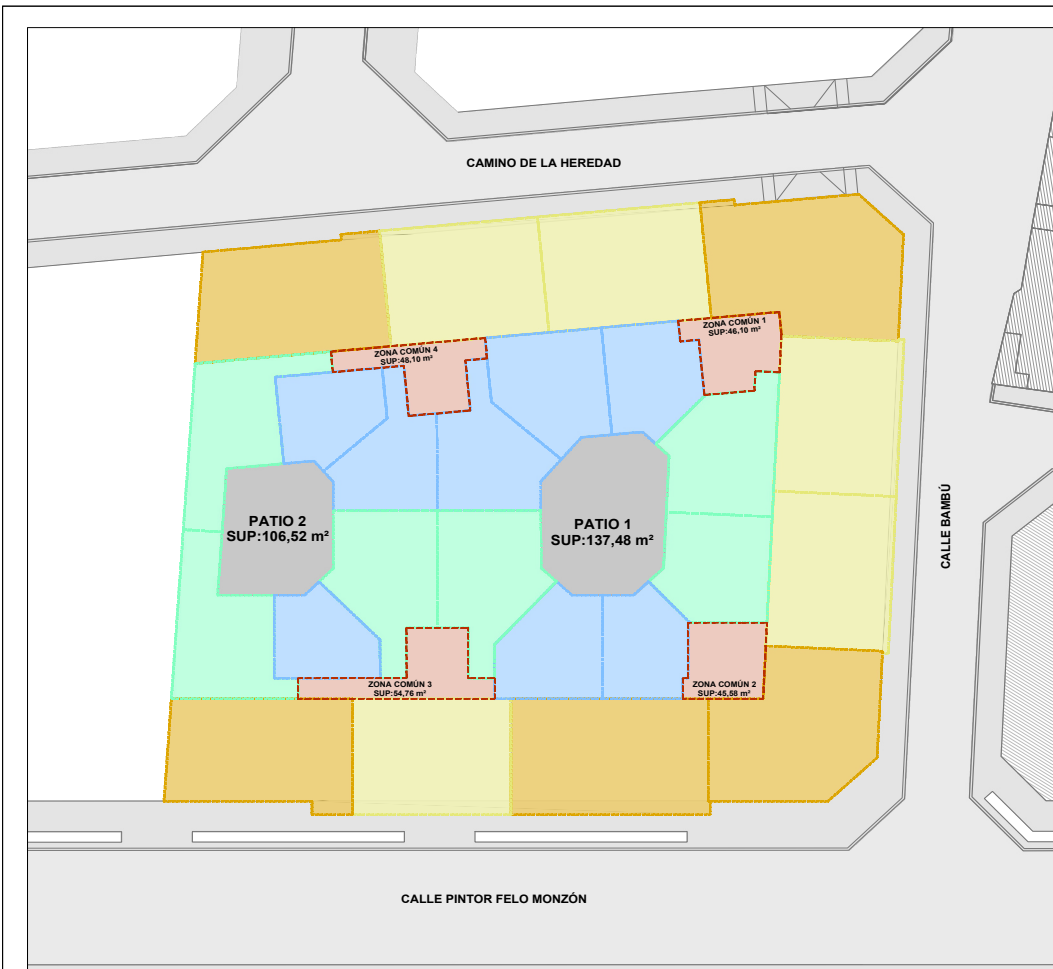 CAMINO DE LA HEREDAD
ZONA COMÚN 1
SUP:46.10 m²
ZONA COMÚN 4
SUP:48.10 m²
PATIO 2
SUP:106,52 m²
PATIO 1
SUP:137,48 m²
CALLE BAMBÚ
ZONA COMÚN 3
SUP:54,76 m²
ZONA COMÚN 2
SUP:45,58 m²
CALLE PINTOR FELO MONZÓN